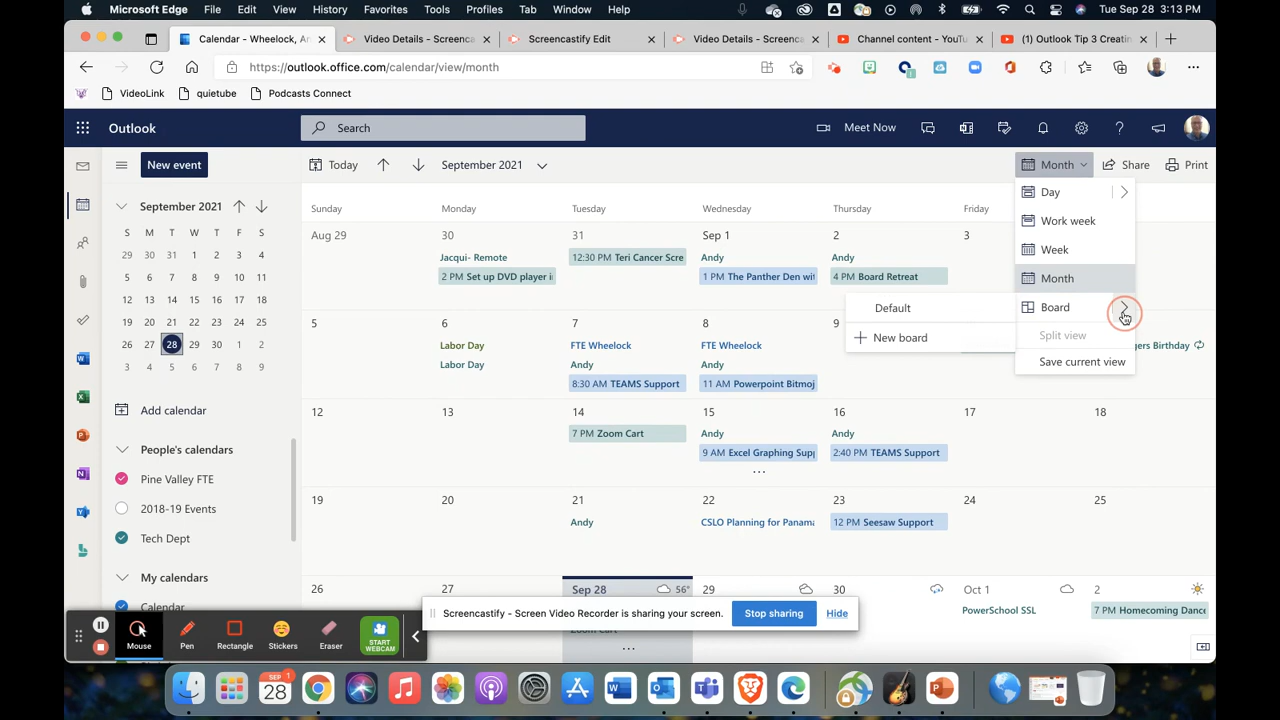 Microsoft Edge File Edit View History Favorites Tools Profiles Tab Window Help Tue Sep 28 3:13 PM
Calendar - Wheelock, An Video Details - Screencas Screencastify Edit Video Details - Screenca Channel content - YouTu (1) Outlook Tip 3 Creatin
https://outlook.office.com/calendar/view/month
VideoLink quietube Podcasts Connect
Outlook Search Meet Now
New event Today September 2021 Month Share Print
September 2021
S M T W T F S
29 30 31 1 2 3 4
5 6 7 8 9 10 11
12 13 14 15 16 17 18
19 20 21 22 23 24 25
26 27 28 29 30 1 2
3 4 5 6 7 8 9
Add calendar
People's calendars
Pine Valley FTE
2018-19 Events
Tech Dept
My calendars
Calendar
Sunday Monday Tuesday Wednesday Thursday Friday
Aug 29 30 31 Sep 1 2 3
Jacqui- Remote
2 PM Set up DVD player i
12:30 PM Teri Cancer Scre
Andy
1 PM The Panther Den wit
Andy
4 PM Board Retreat
5 6 7 8 9
Labor Day
Labor Day
FTE Wheelock
Andy
8:30 AM TEAMS Support
FTE Wheelock
Andy
11 AM Powerpoint Bitmoj
gers Birthday
12 13 14 15 16 17 18
7 PM Zoom Cart
Andy
9 AM Excel Graphing Supp
...
Andy
2:40 PM TEAMS Support
19 20 21 22 23 24 25
Andy
CSLO Planning for Panama
12 PM Seesaw Support
26 27 Sep 28 56° 29 30 Oct 1 2
Zoom Cart
...
PowerSchool SSL
7 PM Homecoming Dance
Day
Work week
Week
Month
Board
Split view
Save current view
Default
New board
Screencastify - Screen Video Recorder is sharing your screen. Stop sharing Hide
Mouse Pen Rectangle Stickers Eraser START WEBCAM
SEP
28
1